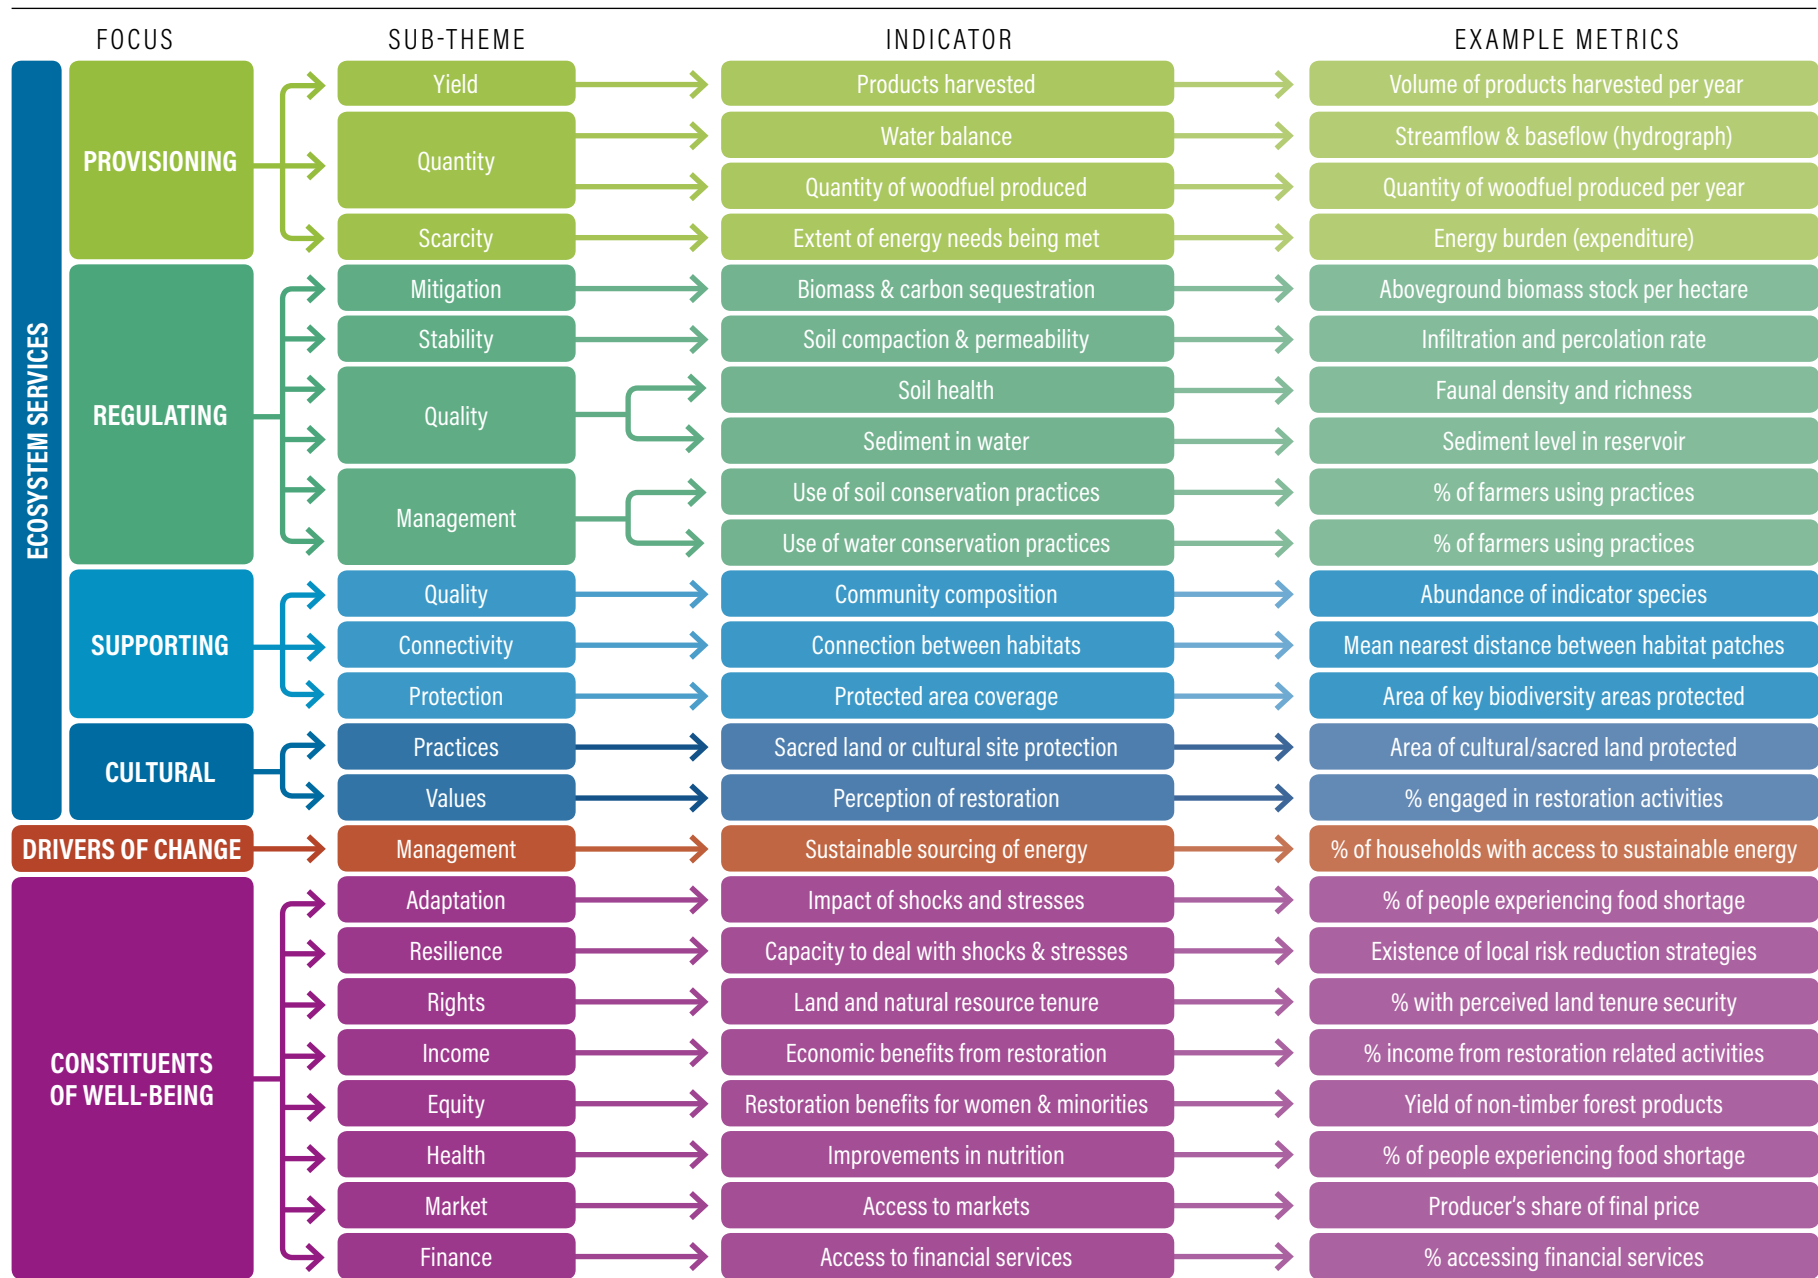 FOCUS SUB-THEME INDICATOR EXAMPLE METRICS
ECOSYSTEM SERVICES
PROVISIONING
Yield Products harvested Volume of products harvested per year
Quantity
Water balance Streamflow & baseflow (hydrograph)
Quantity of woodfuel produced Quantity of woodfuel produced per year
Scarcity Extent of energy needs being met Energy burden (expenditure)
REGULATING
Mitigation Biomass & carbon sequestration Aboveground biomass stock per hectare
Stability Soil compaction & permeability Infiltration and percolation rate
Quality
Soil health Faunal density and richness
Sediment in water Sediment level in reservoir
Management
Use of soil conservation practices % of farmers using practices
Use of water conservation practices % of farmers using practices
SUPPORTING
Quality Community composition Abundance of indicator species
Connectivity Connection between habitats Mean nearest distance between habitat patches
Protection Protected area coverage Area of key biodiversity areas protected
CULTURAL
Practices Sacred land or cultural site protection Area of cultural/sacred land protected
Values Perception of restoration % engaged in restoration activities
DRIVERS OF CHANGE Management Sustainable sourcing of energy % of households with access to sustainable energy
CONSTITUENTS
OF WELL-BEING
Adaptation Impact of shocks and stresses % of people experiencing food shortage
Resilience Capacity to deal with shocks & stresses Existence of local risk reduction strategies
Rights Land and natural resource tenure % with perceived land tenure security
Income Economic benefits from restoration % income from restoration related activities
Equity Restoration benefits for women & minorities Yield of non-timber forest products
Health Improvements in nutrition % of people experiencing food shortage
Market Access to markets Producer's share of final price
Finance Access to financial services % accessing financial services